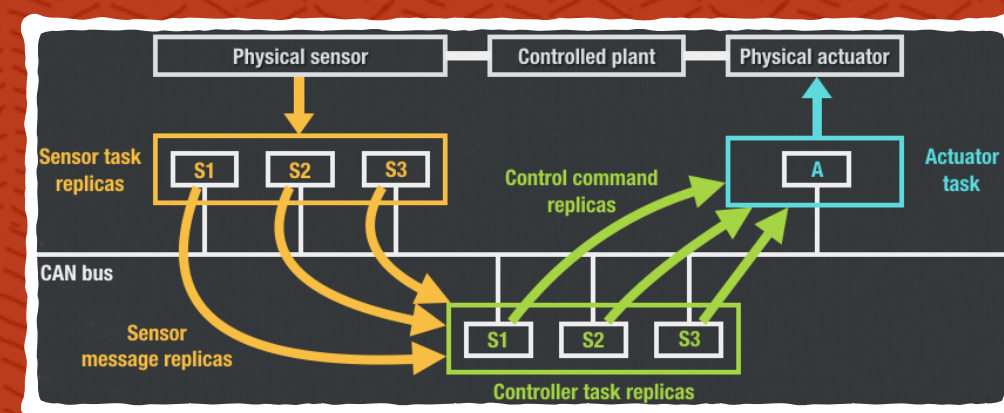 Physical sensor
Controlled plant
Physical actuator
Sensor task
replicas
S1
S2
S3
Control command
replicas
A
Actuator
task
CAN bus
Sensor
message replicas
S1
S2
S3
Controller task replicas